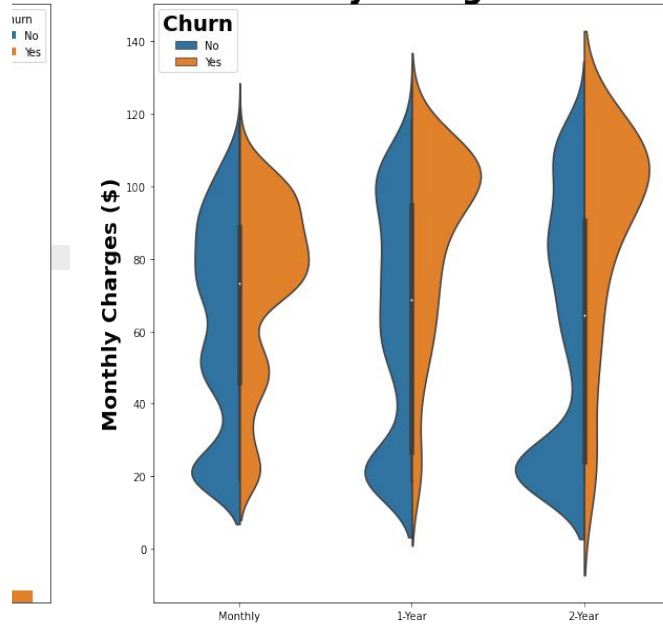 No
Yes
Churn
No
Yes
Monthly Charges ($)
140
120
100
80
60
40
20
0
Monthly
1-Year
2-Year